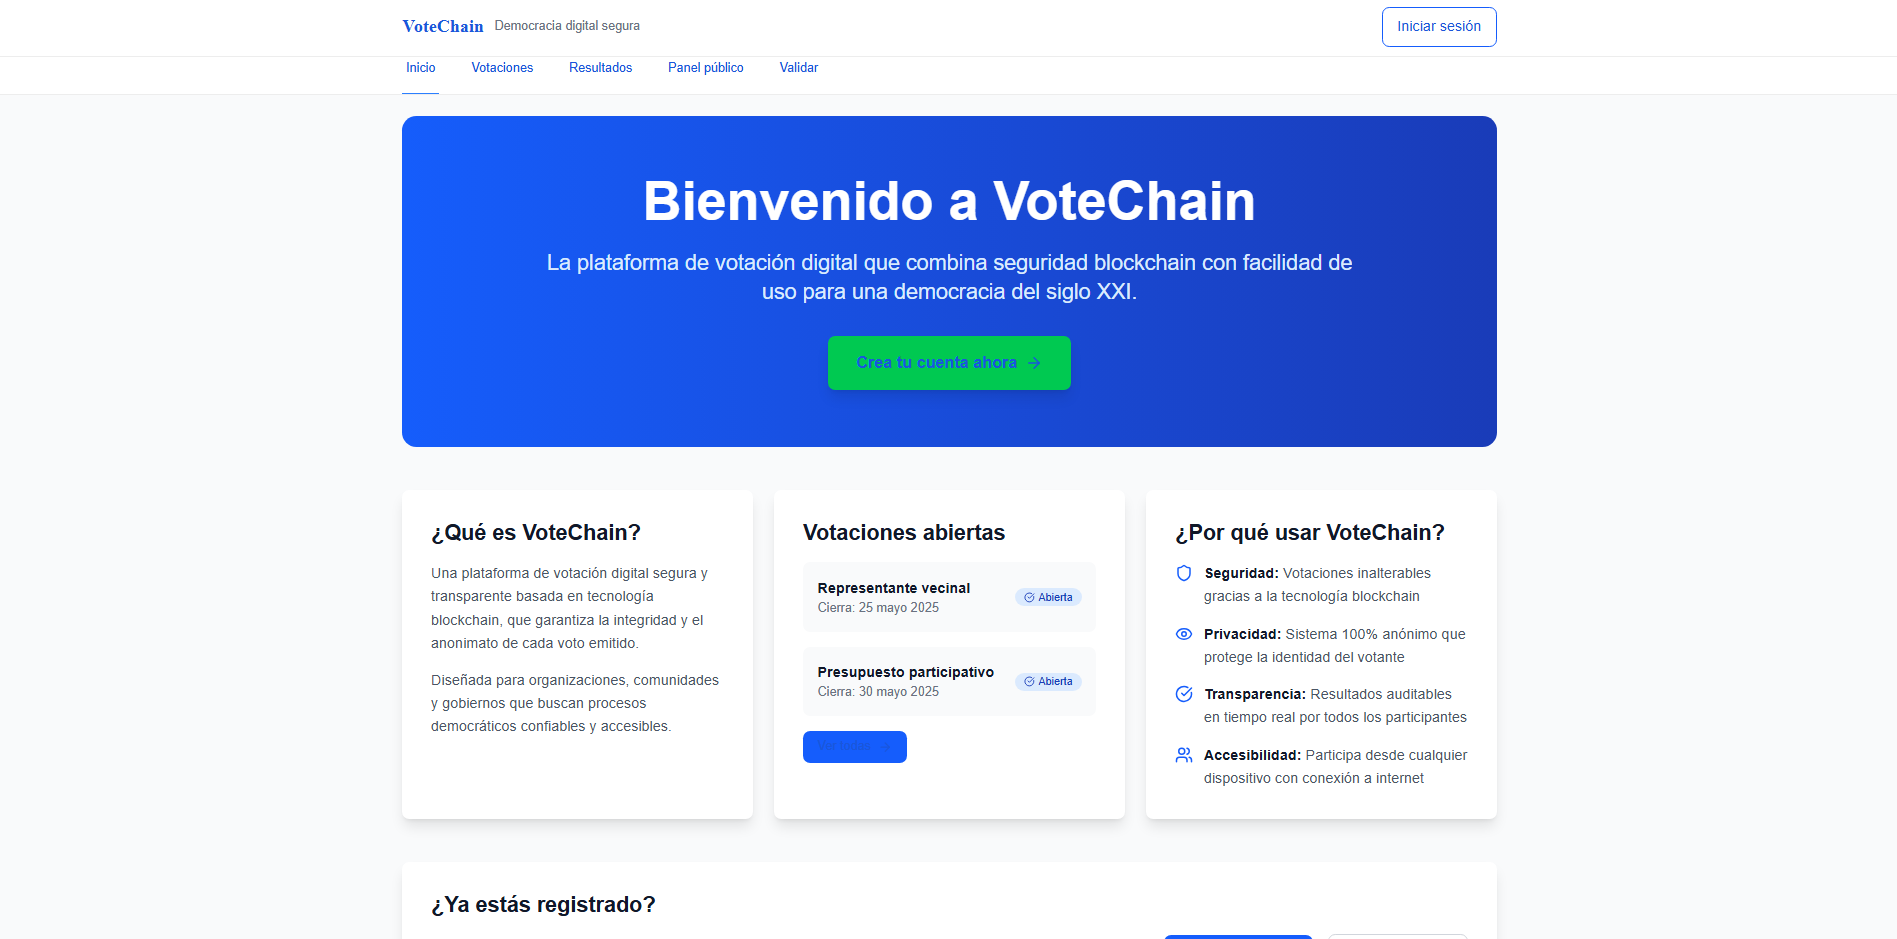 VoteChain Democracia digital segura
Iniciar sesión
Inicio Votaciones Resultados Panel público Validar
Bienvenido a VoteChain
La plataforma de votación digital que combina seguridad blockchain con facilidad de
uso para una democracia del siglo XXI.
Crea tu cuenta ahora
¿Qué es VoteChain?
Una plataforma de votación digital segura y
transparente basada en tecnología
blockchain, que garantiza la integridad y el
anonimato de cada voto emitido.
Diseñada para organizaciones, comunidades
y gobiernos que buscan procesos
democráticos confiables y accesibles.
Votaciones abiertas
Representante vecinal
Cierra: 25 mayo 2025
Abierta
Presupuesto participativo
Cierra: 30 mayo 2025
Abierta
Ver todas
¿Por qué usar VoteChain?
Seguridad: Votaciones inalterables
gracias a la tecnología blockchain
Privacidad: Sistema 100% anónimo que
protege la identidad del votante
Transparencia: Resultados auditables
en tiempo real por todos los participantes
Accesibilidad: Participa desde cualquier
dispositivo con conexión a internet
¿Ya estás registrado?